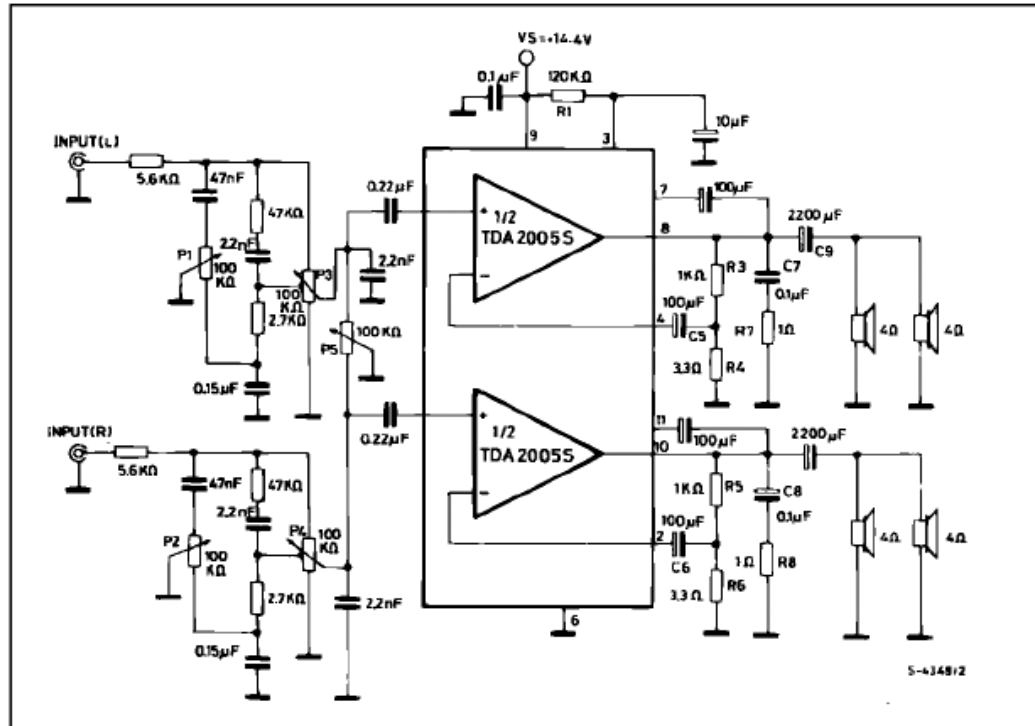 VS=+14.4V
0.1µF
120KΩ
R1
10µF
9
3
INPUT(L)
5.6KΩ
47nF
47KΩ
2.2nF
P1
100
KΩ
P3
100
KΩ
2.7KΩ
0.15µF
0.22µF
2.2nF
100KΩ
P5
0.22µF
+
1/2
TDA2005S
-
7
100µF
8
2200µF
C9
R3
1KΩ
C7
0.1µF
100µF
4
C5
R7
1Ω
3,3Ω
R4
4Ω
4Ω
INPUT(R)
5.6KΩ
47nF
47KΩ
2,2nF
P2
100
KΩ
P4
100
KΩ
2.7KΩ
0.15µF
2,2nF
+
1/2
TDA2005S
-
11
100µF
10
2200µF
1KΩ
R5
C8
0.1µF
100µF
2
C6
1Ω
R8
R6
3,3Ω
4Ω
4Ω
6
S-4348/2